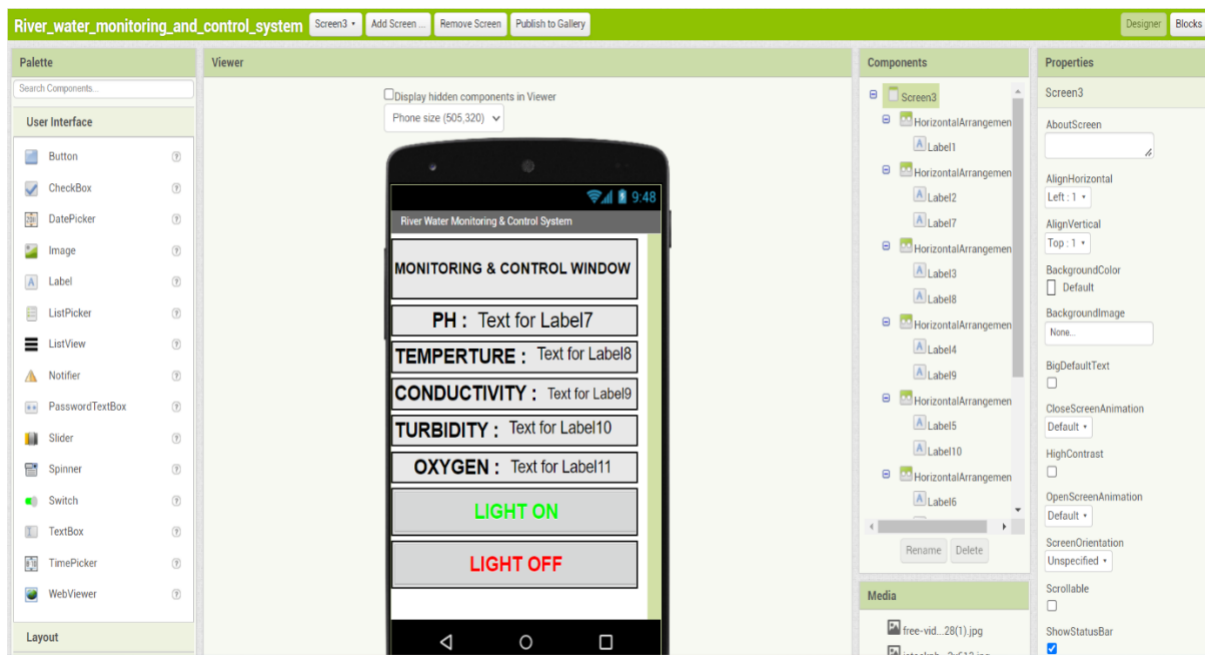 River_water_monitoring_and_control_system Screen3 Add Screen ... Remove Screen Publish to Gallery Designer Blocks
Palette
Search Components...
User Interface
Button
CheckBox
DatePicker
Image
Label
ListPicker
ListView
Notifier
PasswordTextBox
Slider
Spinner
Switch
TextBox
TimePicker
WebViewer
Layout
Viewer
Display hidden components in Viewer
Phone size (505,320)
9:48
River Water Monitoring & Control System
MONITORING & CONTROL WINDOW
PH : Text for Label7
TEMPERTURE : Text for Label8
CONDUCTIVITY : Text for Label9
TURBIDITY : Text for Label10
OXYGEN : Text for Label11
LIGHT ON
LIGHT OFF
Components
Screen3
HorizontalArrangemen
Label1
HorizontalArrangemen
Label2
Label7
HorizontalArrangemen
Label3
Label8
HorizontalArrangemen
Label4
Label9
HorizontalArrangemen
Label5
Label10
HorizontalArrangemen
Label6
Rename Delete
Media
free-vid...28(1).jpg
Properties
Screen3
AboutScreen
AlignHorizontal
Left : 1
AlignVertical
Top : 1
BackgroundColor
Default
BackgroundImage
None...
BigDefaultText
CloseScreenAnimation
Default
HighContrast
OpenScreenAnimation
Default
ScreenOrientation
Unspecified
Scrollable
ShowStatusBar